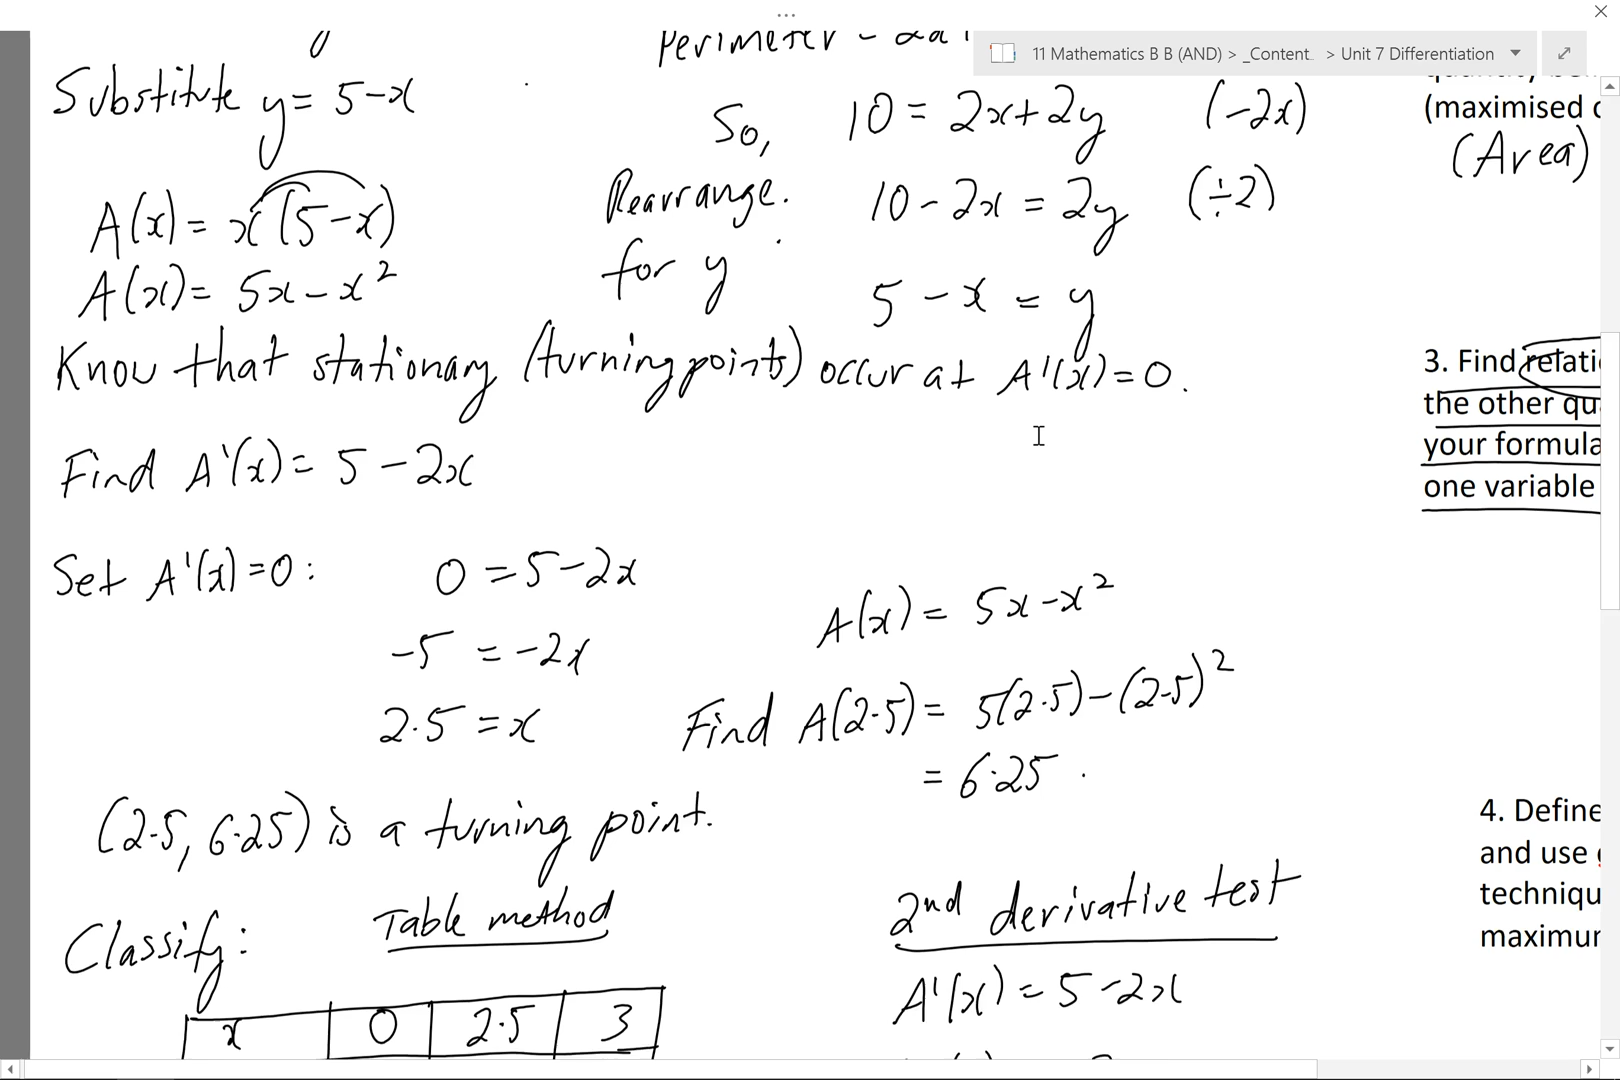 11 Mathematics B B (AND) > _Content. > Unit 7 Differentiation
Perimeter
Substitute y = 5-x
So, 10 = 2x+2y (-2x)
(maximised
(Area)
A(x) = x(5-x)
Rearrange. 10-2x = 2y (÷2)
for y
A(x) = 5x-x²
5-x = y
Know that stationary (turning points) occur at A'(x)=0.
3. Find relati
the other qu
your formula
one variable
Find A'(x) = 5-2x
Set A'(x)=0: 0 = 5-2x
-5 = -2x
2.5 = x
A(x) = 5x-x²
Find A(2.5) = 5(2.5)-(2.5)²
= 6.25
(2.5, 6.25) is a turning point.
4. Define
and use
techniqu
maximur
Classify: Table method
x 0 2.5 3
2nd derivative test
A'(x) = 5-2x